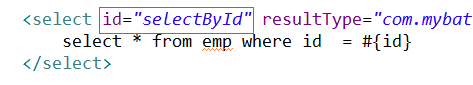 <select id="selectById" resultType="com.mybat
select * from emp where id  = #{id}
</select>